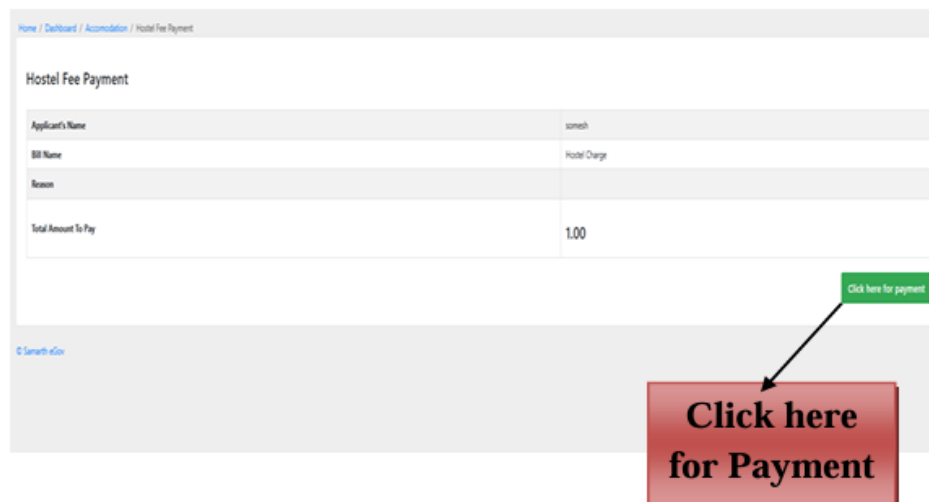 Home / Dashboard / Accomodation / Hostel Fee Payment
Hostel Fee Payment
Applicant's Name somesh
Bill Name Hostel Charge
Reason
Total Amount To Pay 1.00
Click here for payment
© Samarth eGov
Click here
for Payment